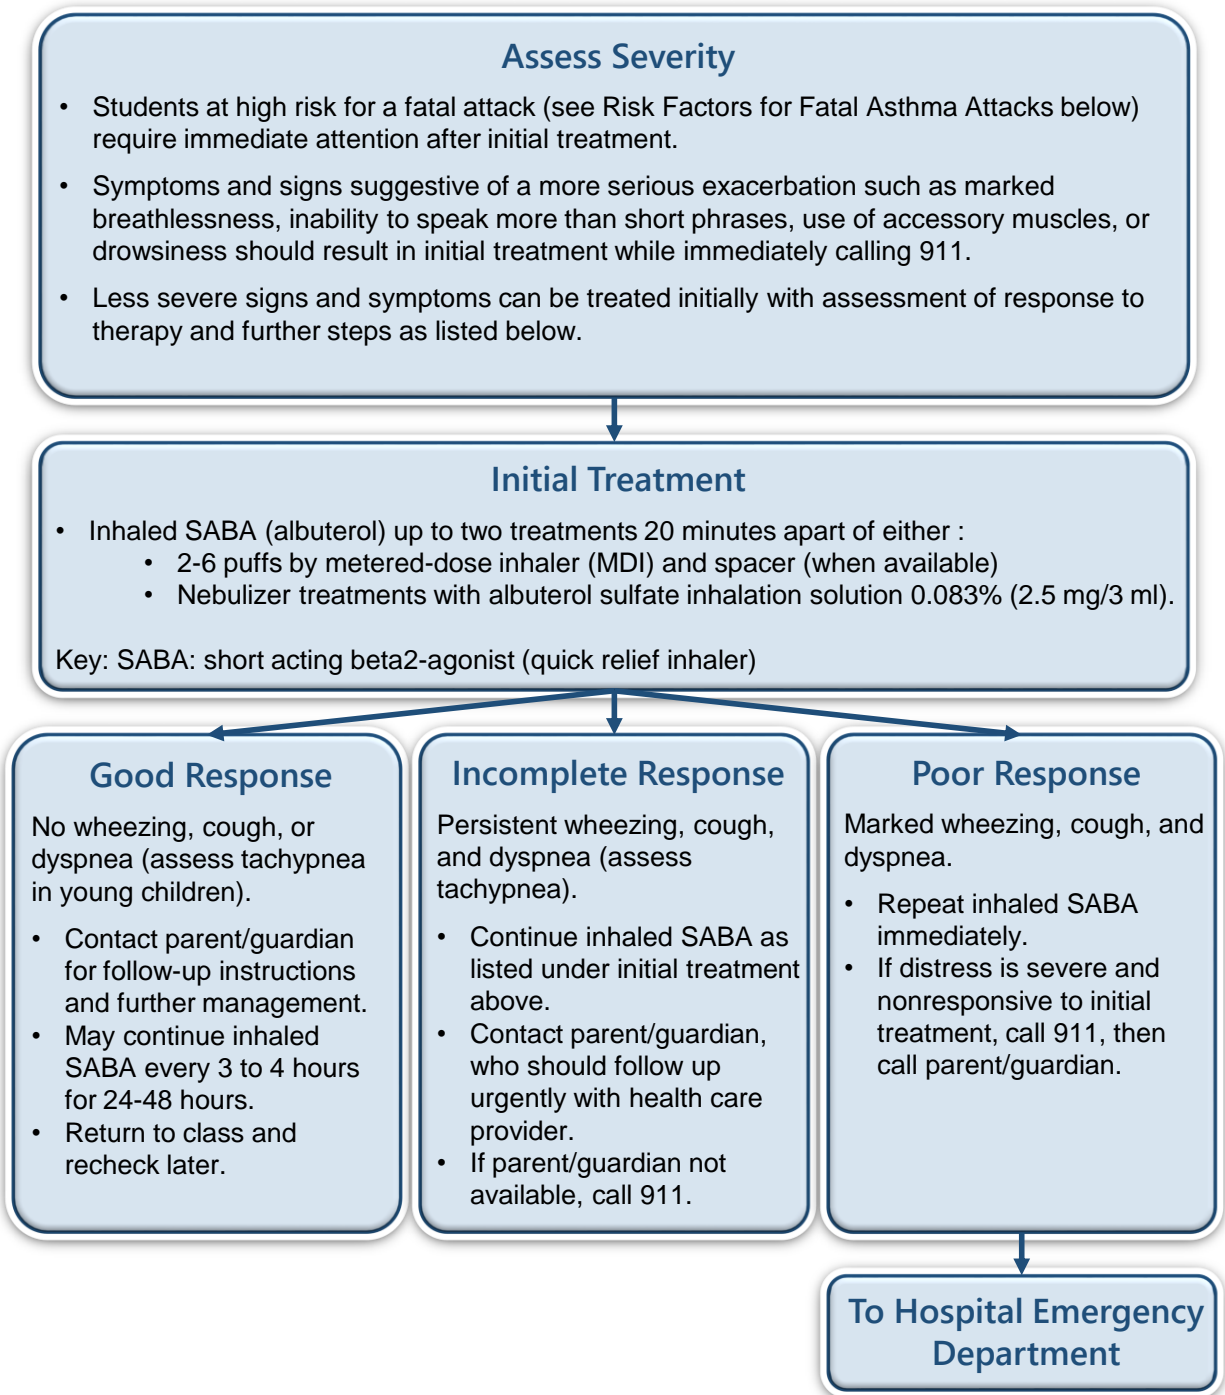 Assess Severity
• Students at high risk for a fatal attack (see Risk Factors for Fatal Asthma Attacks below)
require immediate attention after initial treatment.
• Symptoms and signs suggestive of a more serious exacerbation such as marked
breathlessness, inability to speak more than short phrases, use of accessory muscles, or
drowsiness should result in initial treatment while immediately calling 911.
• Less severe signs and symptoms can be treated initially with assessment of response to
therapy and further steps as listed below.
Initial Treatment
• Inhaled SABA (albuterol) up to two treatments 20 minutes apart of either :
• 2-6 puffs by metered-dose inhaler (MDI) and spacer (when available)
• Nebulizer treatments with albuterol sulfate inhalation solution 0.083% (2.5 mg/3 ml).
Key: SABA: short acting beta2-agonist (quick relief inhaler)
Good Response
No wheezing, cough, or
dyspnea (assess tachypnea
in young children).
• Contact parent/guardian
for follow-up instructions
and further management.
• May continue inhaled
SABA every 3 to 4 hours
for 24-48 hours.
• Return to class and
recheck later.
Incomplete Response
Persistent wheezing, cough,
and dyspnea (assess
tachypnea).
• Continue inhaled SABA as
listed under initial treatment
above.
• Contact parent/guardian,
who should follow up
urgently with health care
provider.
• If parent/guardian not
available, call 911.
Poor Response
Marked wheezing, cough, and
dyspnea.
• Repeat inhaled SABA
immediately.
• If distress is severe and
nonresponsive to initial
treatment, call 911, then
call parent/guardian.
To Hospital Emergency
Department